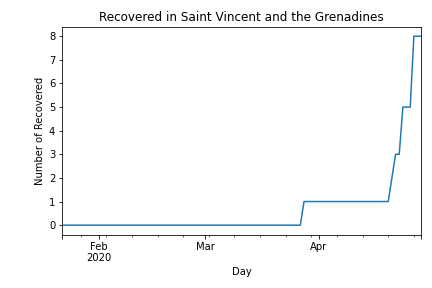 Recovered in Saint Vincent and the Grenadines
8
7
6
5
4
3
2
1
0
Number of Recovered
Feb Mar Apr
2020
Day